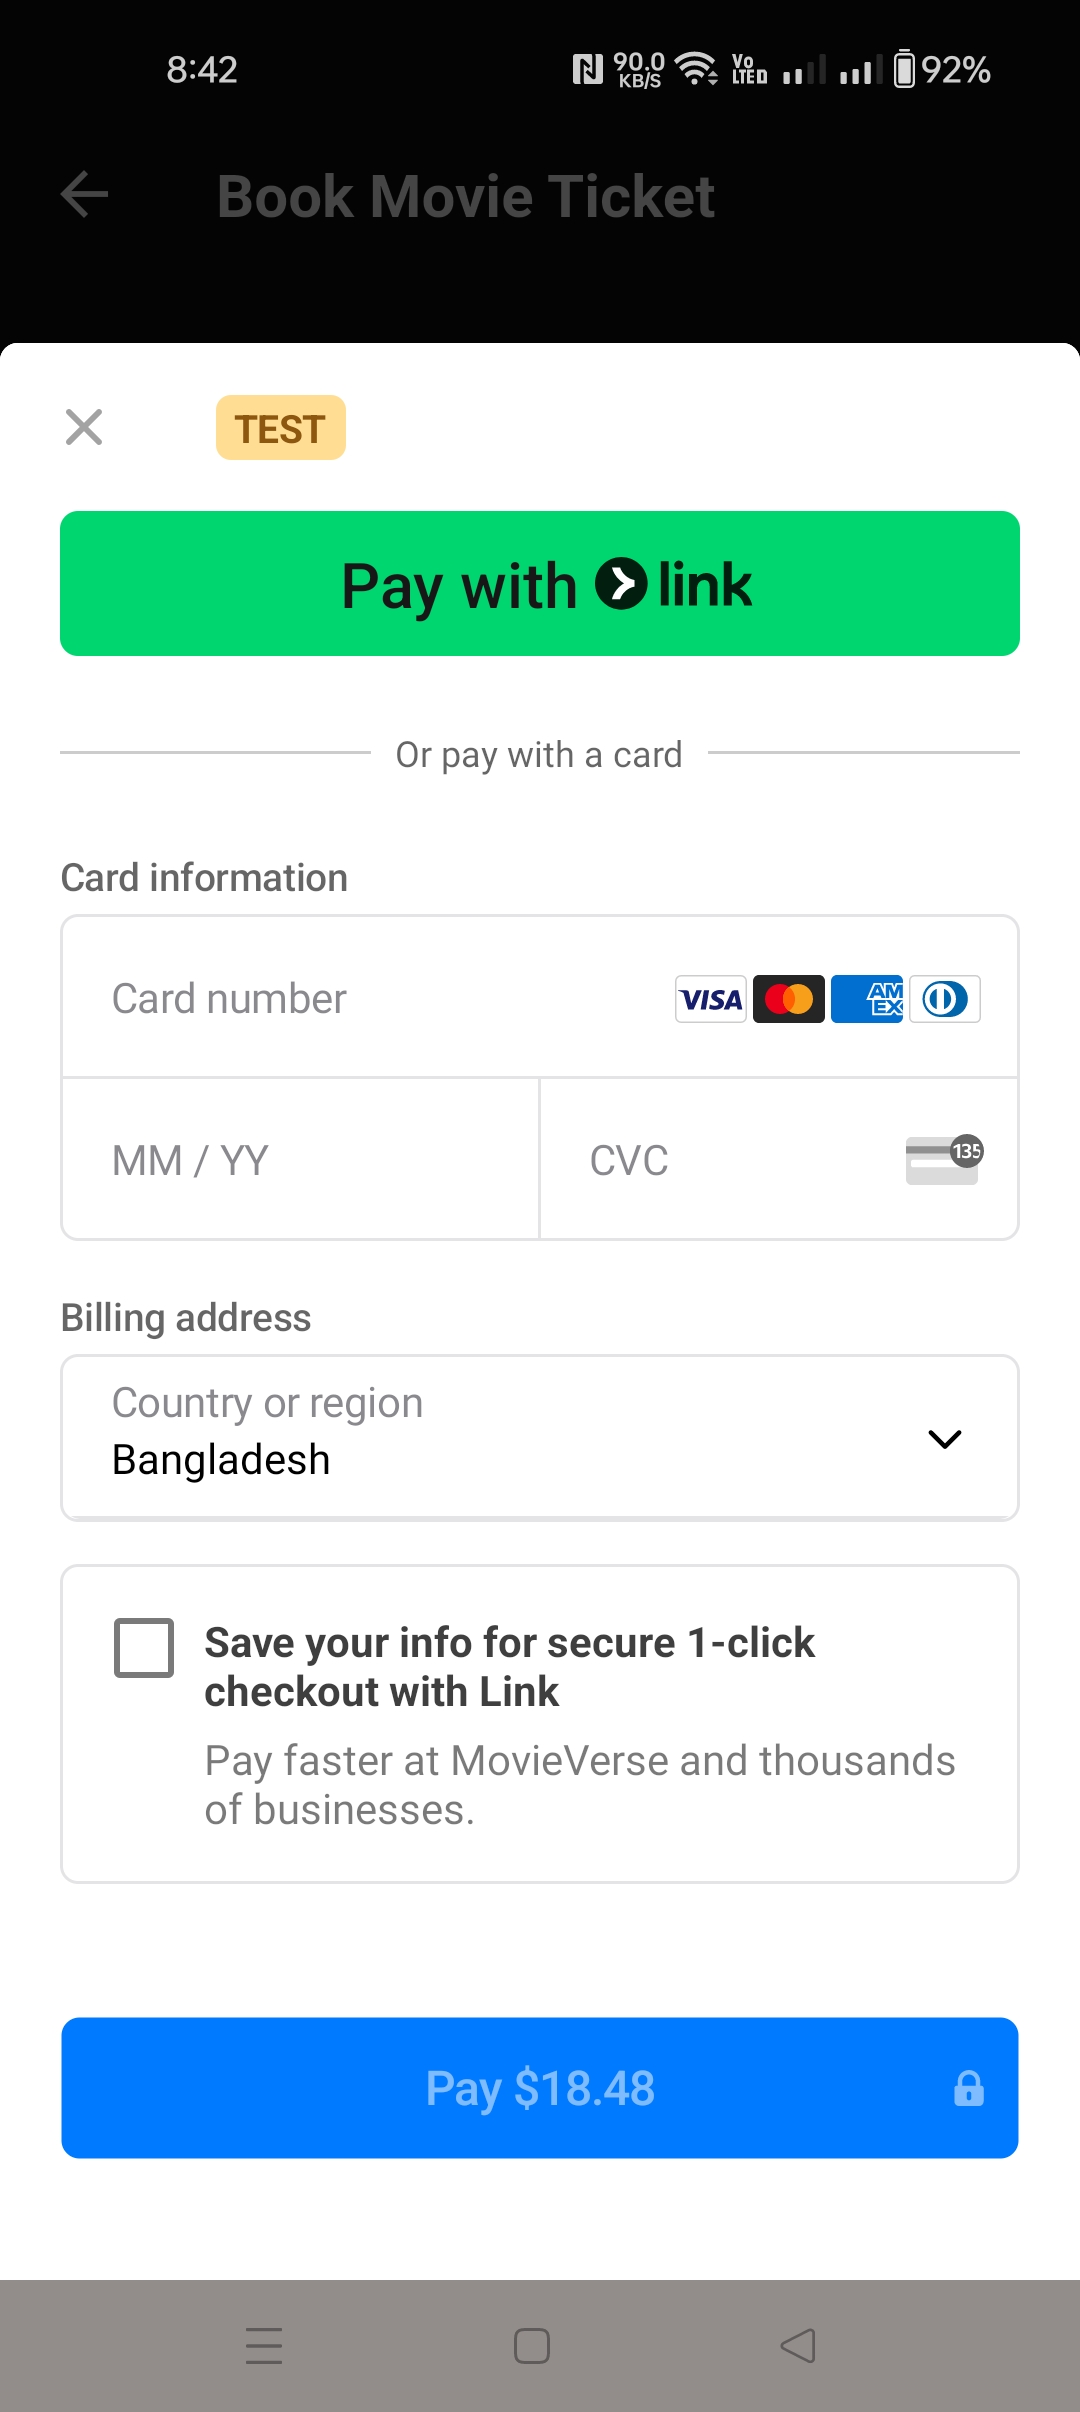 8:42
90.0
KB/S
Vo
LTE D
92%
Book Movie Ticket
TEST
Pay with link
Or pay with a card
Card information
Card number
VISA
AM
EX
MM / YY
CVC
135
Billing address
Country or region
Bangladesh
Save your info for secure 1-click
checkout with Link
Pay faster at MovieVerse and thousands
of businesses.
Pay $18.48